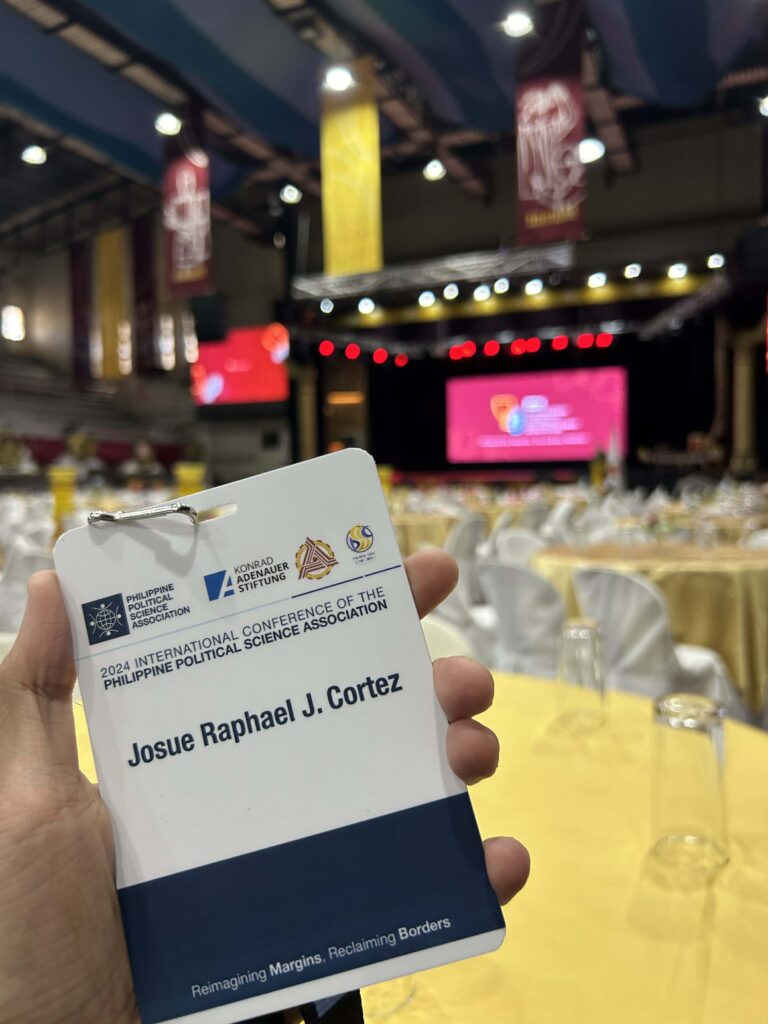 PHILIPPINE
POLITICAL
SCIENCE
ASSOCIATION
KONRAD
ADENAUER
STIFTUNG
2024 INTERNATIONAL CONFERENCE OF THE
PHILIPPINE POLITICAL SCIENCE ASSOCIATION
Josue Raphael J. Cortez
Reimagining Margins, Reclaiming Borders